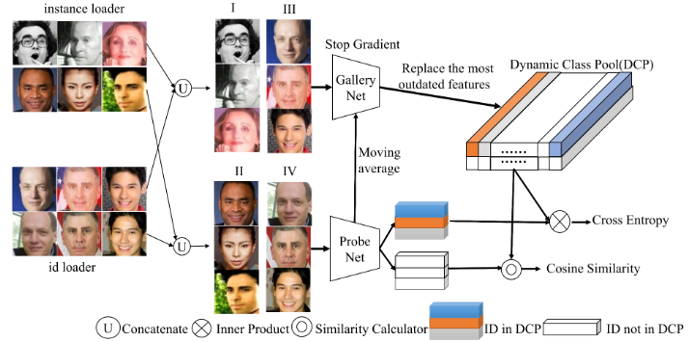 instance loader
I III
Stop Gradient
Gallery
Net
Replace the most
outdated features
Dynamic Class Pool(DCP)
......
......
U
Moving
average
II IV
U
Probe
Net
Cross Entropy
Cosine Similarity
id loader
U Concatenate Inner Product Similarity Calculator ID in DCP ID not in DCP